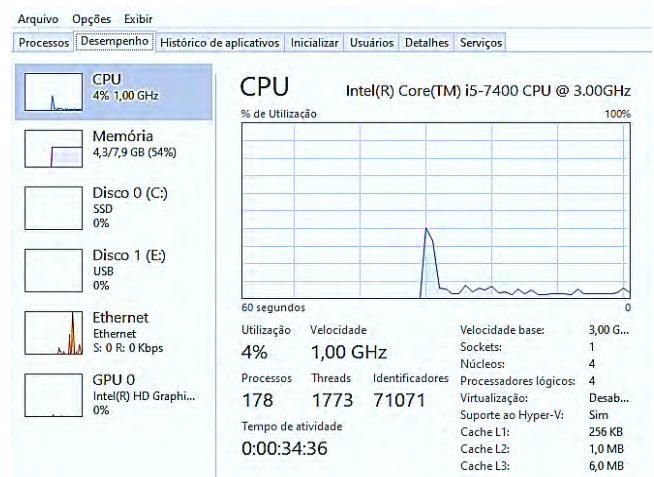 Arquivo Opções Exibir
Processos Desempenho Histórico de aplicativos Inicializar Usuários Detalhes Serviços
CPU
4% 1,00 GHz
Memória
4,3/7,9 GB (54%)
Disco 0 (C:)
SSD
0%
Disco 1 (E:)
USB
0%
Ethernet
Ethernet
S: 0 R: 0 Kbps
GPU 0
Intel(R) HD Graphi...
0%
CPU Intel(R) Core(TM) i5-7400 CPU @ 3.00GHz
% de Utilização 100%
60 segundos 0
Utilização Velocidade
4% 1,00 GHz
Processos Threads Identificadores
178 1773 71071
Tempo de atividade
0:00:34:36
Velocidade base: 3,00 G...
Sockets: 1
Núcleos: 4
Processadores lógicos: 4
Virtualização: Desab...
Suporte ao Hyper-V: Sim
Cache L1: 256 KB
Cache L2: 1,0 MB
Cache L3: 6,0 MB